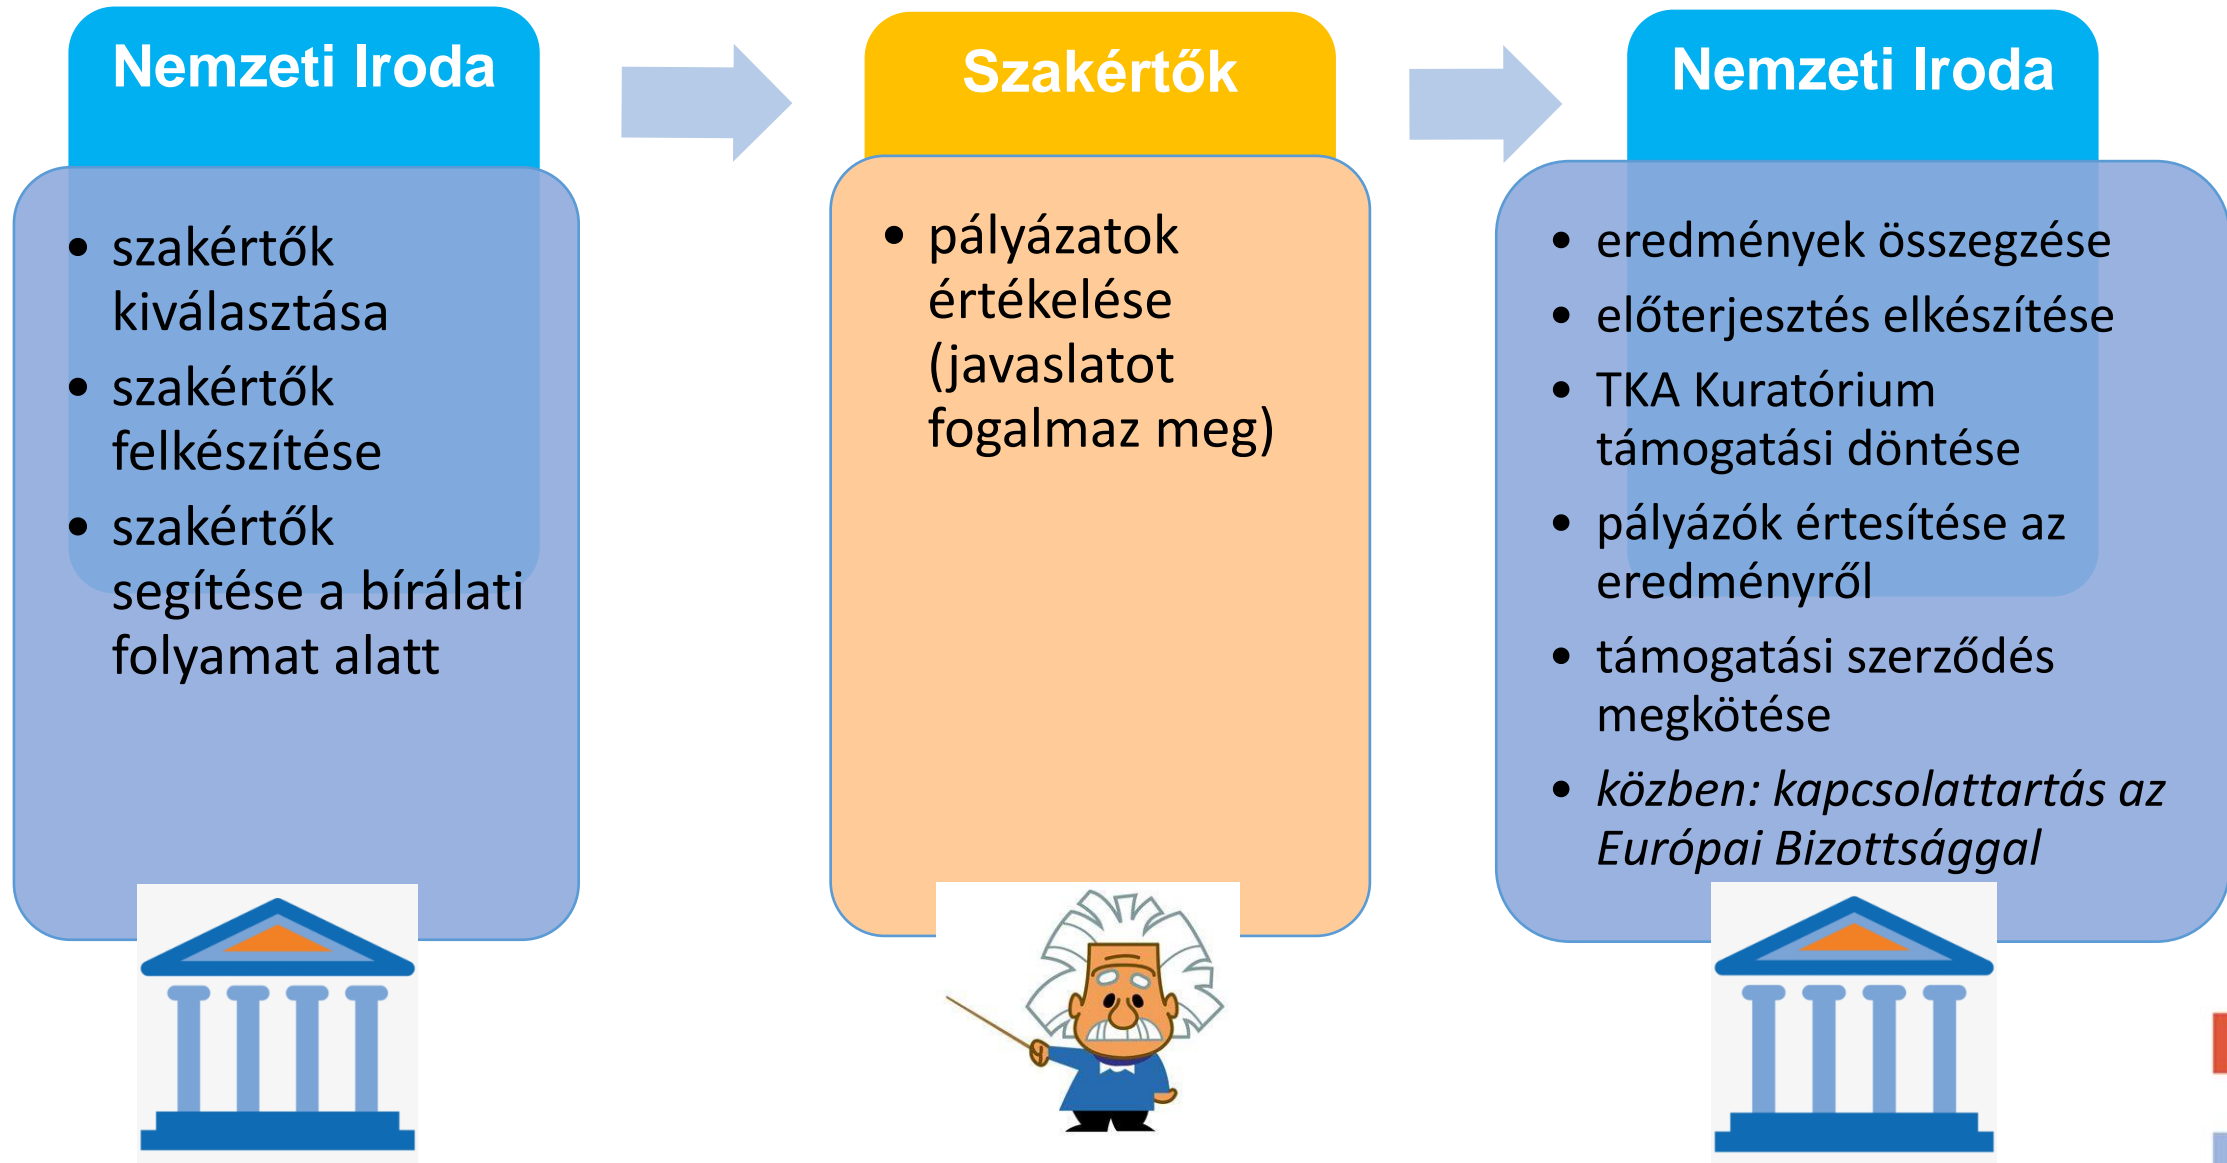 Nemzeti Iroda
• szakértők
kiválasztása
• szakértők
felkészítése
• szakértők
segítése a bírálati
folyamat alatt
Szakértők
• pályázatok
értékelése
(javaslatot
fogalmaz meg)
Nemzeti Iroda
• eredmények összegzése
• előterjesztés elkészítése
• TKA Kuratórium
támogatási döntése
• pályázók értesítése az
eredményről
• támogatási szerződés
megkötése
• közben: kapcsolattartás az
Európai Bizottsággal